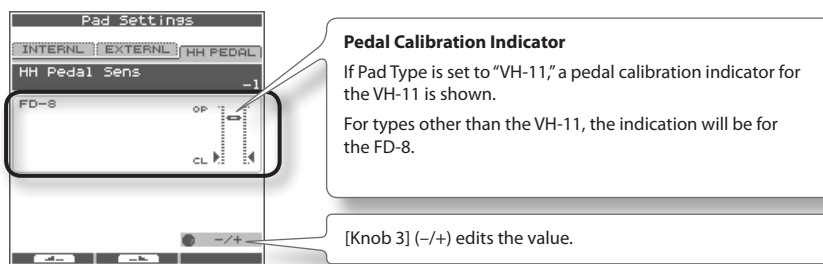 Pad Settings
INTERNL EXTERNL HH PEDAL
HH Pedal Sens
-1
FD-8
OP
CL
-/+
Pedal Calibration Indicator
If Pad Type is set to “VH-11,” a pedal calibration indicator for
the VH-11 is shown.
For types other than the VH-11, the indication will be for
the FD-8.
[Knob 3] (–/+) edits the value.